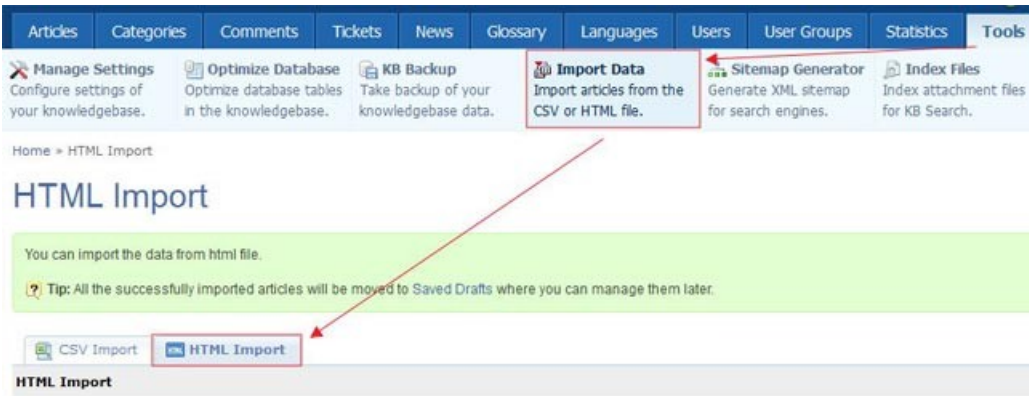 Articles Categories Comments Tickets News Glossary Languages Users User Groups Statistics Tools
Manage Settings
Configure settings of
your knowledgebase.
Optimize Database
Optimize database tables
in the knowledgebase.
KB Backup
Take backup of your
knowledgebase data.
Import Data
Import articles from the
CSV or HTML file.
Sitemap Generator
Generate XML sitemap
for search engines.
Index Files
Index attachment files
for KB Search.
Home » HTML Import
HTML Import
You can import the data from html file.
Tip: All the successfully imported articles will be moved to Saved Drafts where you can manage them later.
CSV Import HTML Import
HTML Import